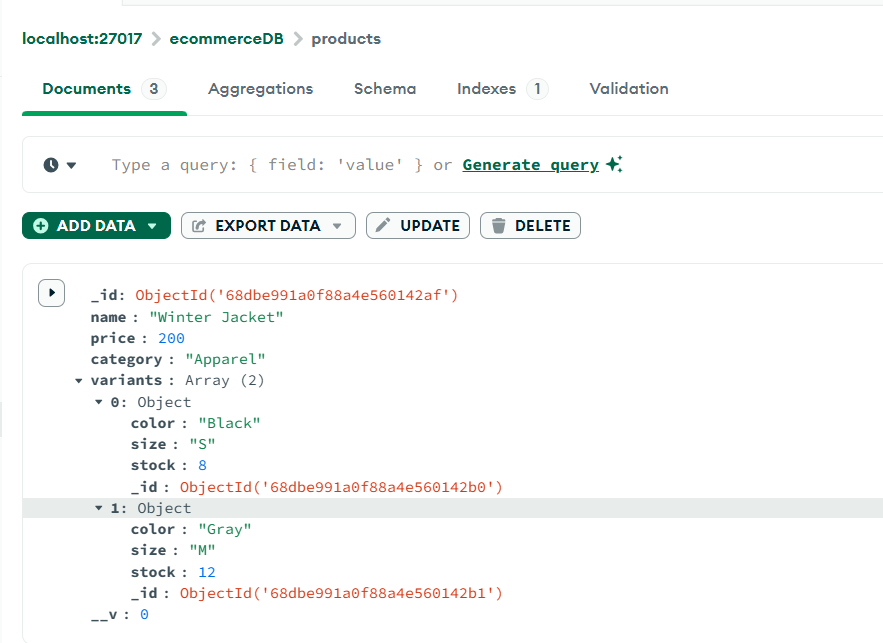 localhost:27017 > ecommerceDB > products
Documents 3 Aggregations Schema Indexes 1 Validation
Type a query: { field: 'value' } or Generate query
ADD DATA EXPORT DATA UPDATE DELETE
_id: ObjectId('68dbe991a0f88a4e560142af')
name : "Winter Jacket"
price : 200
category : "Apparel"
variants : Array (2)
0: Object
color : "Black"
size : "S"
stock : 8
_id : ObjectId('68dbe991a0f88a4e560142b0')
1: Object
color : "Gray"
size : "M"
stock : 12
_id : ObjectId('68dbe991a0f88a4e560142b1')
__v : 0